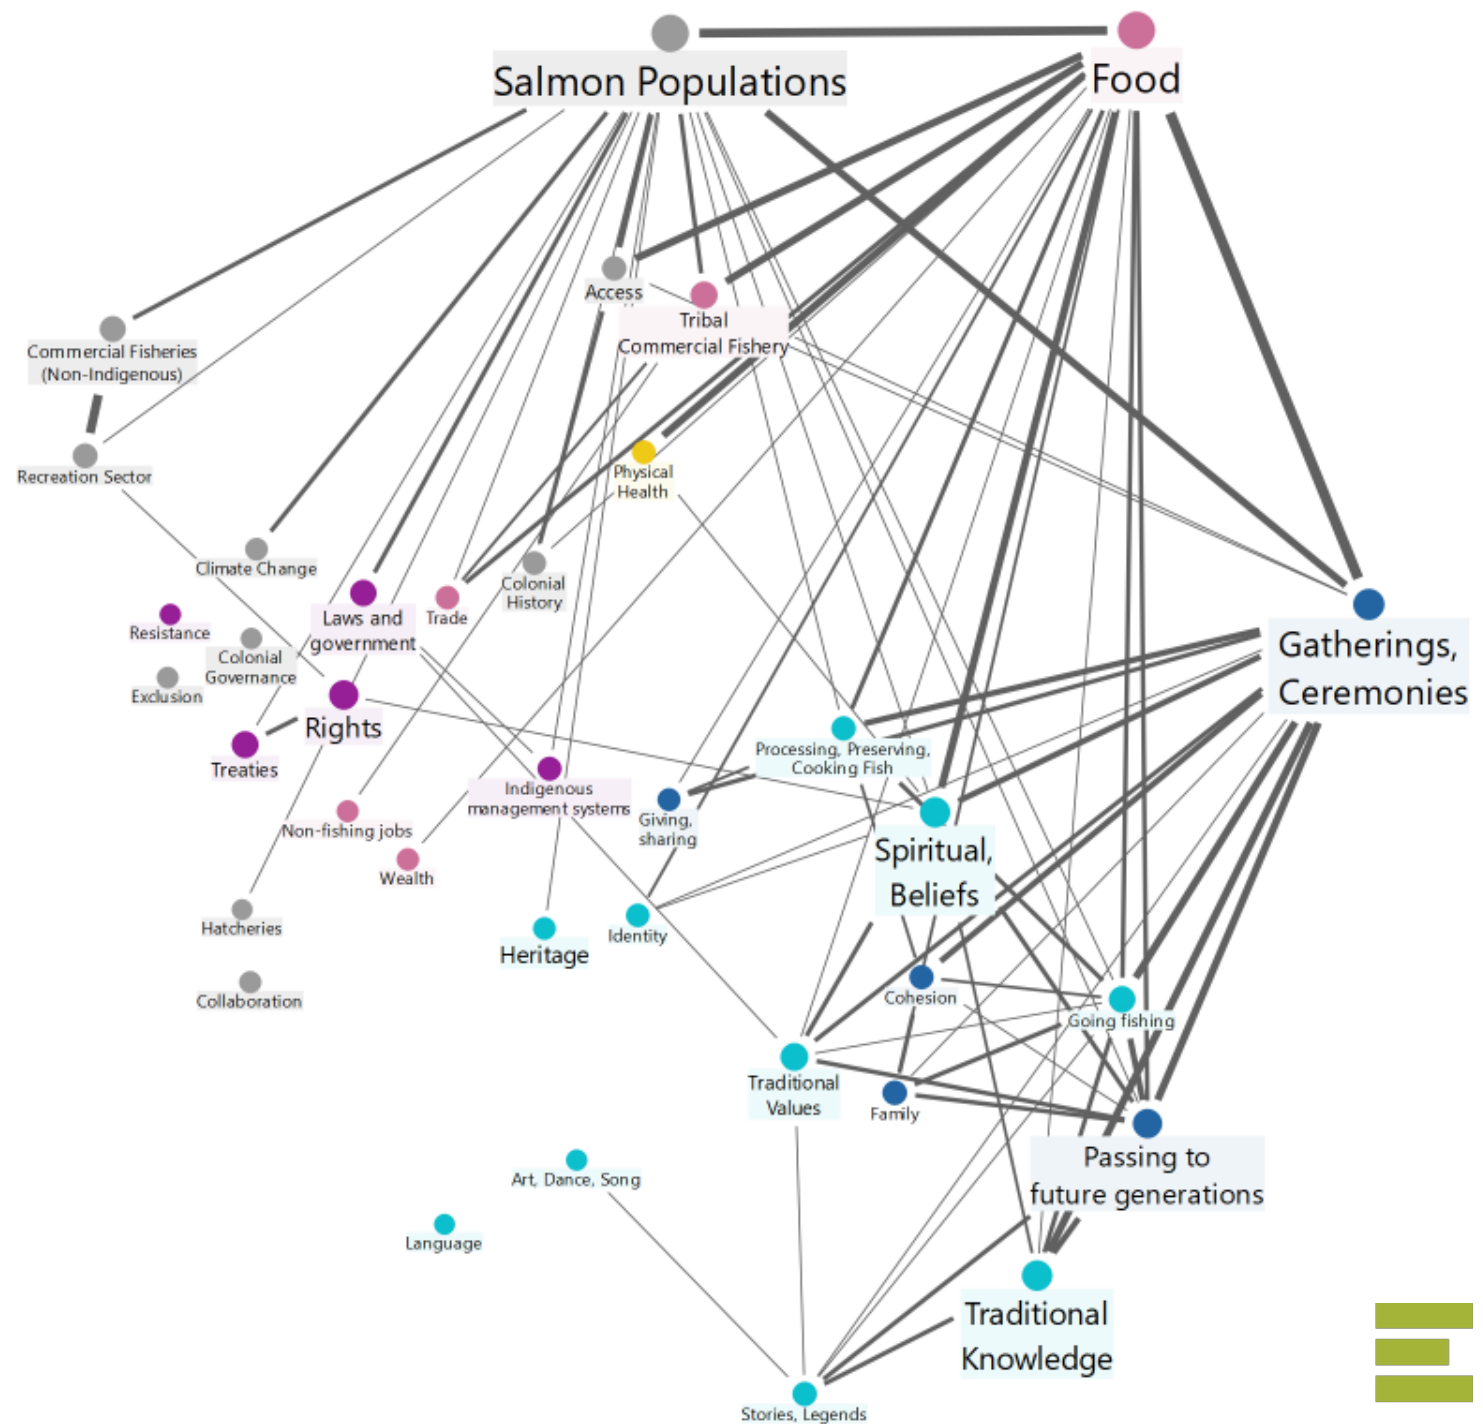 Salmon Populations
Food
Access
Tribal
Commercial Fishery
Commercial Fisheries
(Non-Indigenous)
Recreation Sector
Physical
Health
Climate Change
Colonial
History
Laws and
government
Trade
Resistance
Colonial
Governance
Exclusion
Gatherings,
Ceremonies
Rights
Treaties
Processing, Preserving,
Cooking Fish
Indigenous
management systems
Giving,
sharing
Non-fishing jobs
Spiritual,
Beliefs
Wealth
Hatcheries
Identity
Heritage
Collaboration
Cohesion
Going fishing
Traditional
Values
Family
Passing to
future generations
Art, Dance, Song
Language
Traditional
Knowledge
Stories, Legends